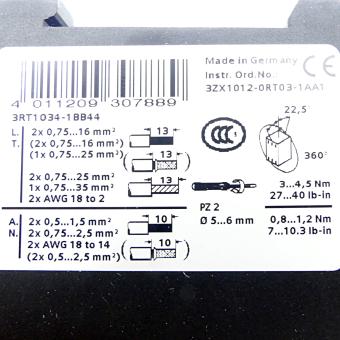 Made in Germany
Instr. Ord. No.:
3ZX1012-0RT03-1AA1
CE
4 011209 307889
3RT1034-1BB44
22,5°
360°
CCC
L. 2x 0,75...16 mm² 13
T. (2x 0,75...16 mm²)
(1x 0,75...25 mm²) 13
2x 0,75...25 mm² 13
1x 0,75...35 mm²
2x AWG 18 to 2
PZ 2
Ø 5...6 mm
3...4,5 Nm
27...40 lb-in
A. 2x 0,5...1,5 mm² 10
N. 2x 0,75...2,5 mm²
2x AWG 18 to 14 10
(2x 0,5...2,5 mm²)
0,8...1,2 Nm
7...10.3 lb-in